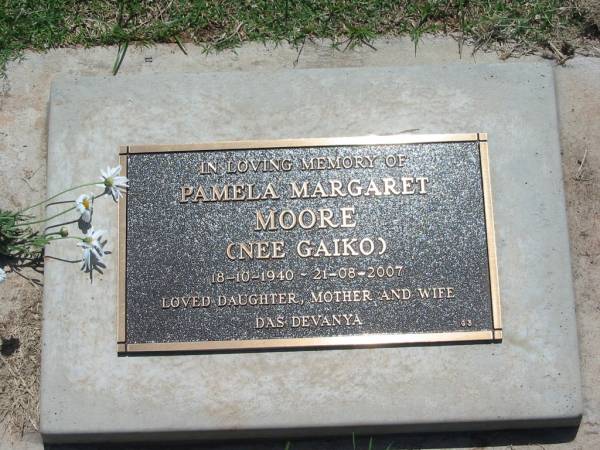 IN LOVING MEMORY OF
PAMELA MARGARET
MOORE
(NEE GAIKO)
18-10-1940 - 21-08-2007
LOVED DAUGHTER, MOTHER AND WIFE
DAS DEVANYA